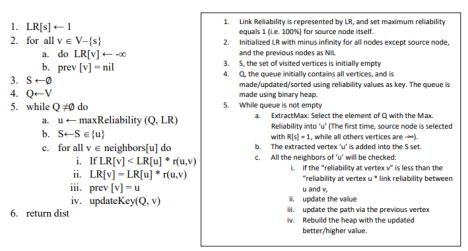 1. LR[s] ←1
2. for all v ∈ V–{s}
a. do LR[v] ← -∞
b. prev [v] = nil
3. S ←Ø
4. Q←V
5. while Q ≠Ø do
a. u ← maxReliability (Q, LR)
b. S←S ∈{u}
c. for all v ∈ neighbors[u] do
i. If LR[v] < LR[u] * r(u,v)
ii. LR[v] = LR[u] * r(u,v)
iii. prev [v] = u
iv. updateKey(Q, v)
6. return dist
1. Link Reliability is represented by LR, and set maximum reliability
equals 1 (i.e. 100%) for source node itself.
2. Initialized LR with minus infinity for all nodes except source node,
and the previous nodes as NIL
3. S, the set of visited vertices is initially empty
4. Q, the queue initially contains all vertices, and is
made/updated/sorted using reliability values as key. The queue is
made using binary heap.
5. While queue is not empty
a. ExtractMax: Select the element of Q with the Max.
Reliability into 'u' (The first time, source node is selected
with R[s] = 1, while all others vertices are -∞).
b. The extracted vertex 'u' is added into the S set.
c. All the neighbors of 'u' will be checked:
i. if the "reliability at vertex v" is less than the
"reliability at vertex u * link reliability between
u and v,
ii. update the value
iii. update the path via the previous vertex
iv. Rebuild the heap with the updated
better/higher value.